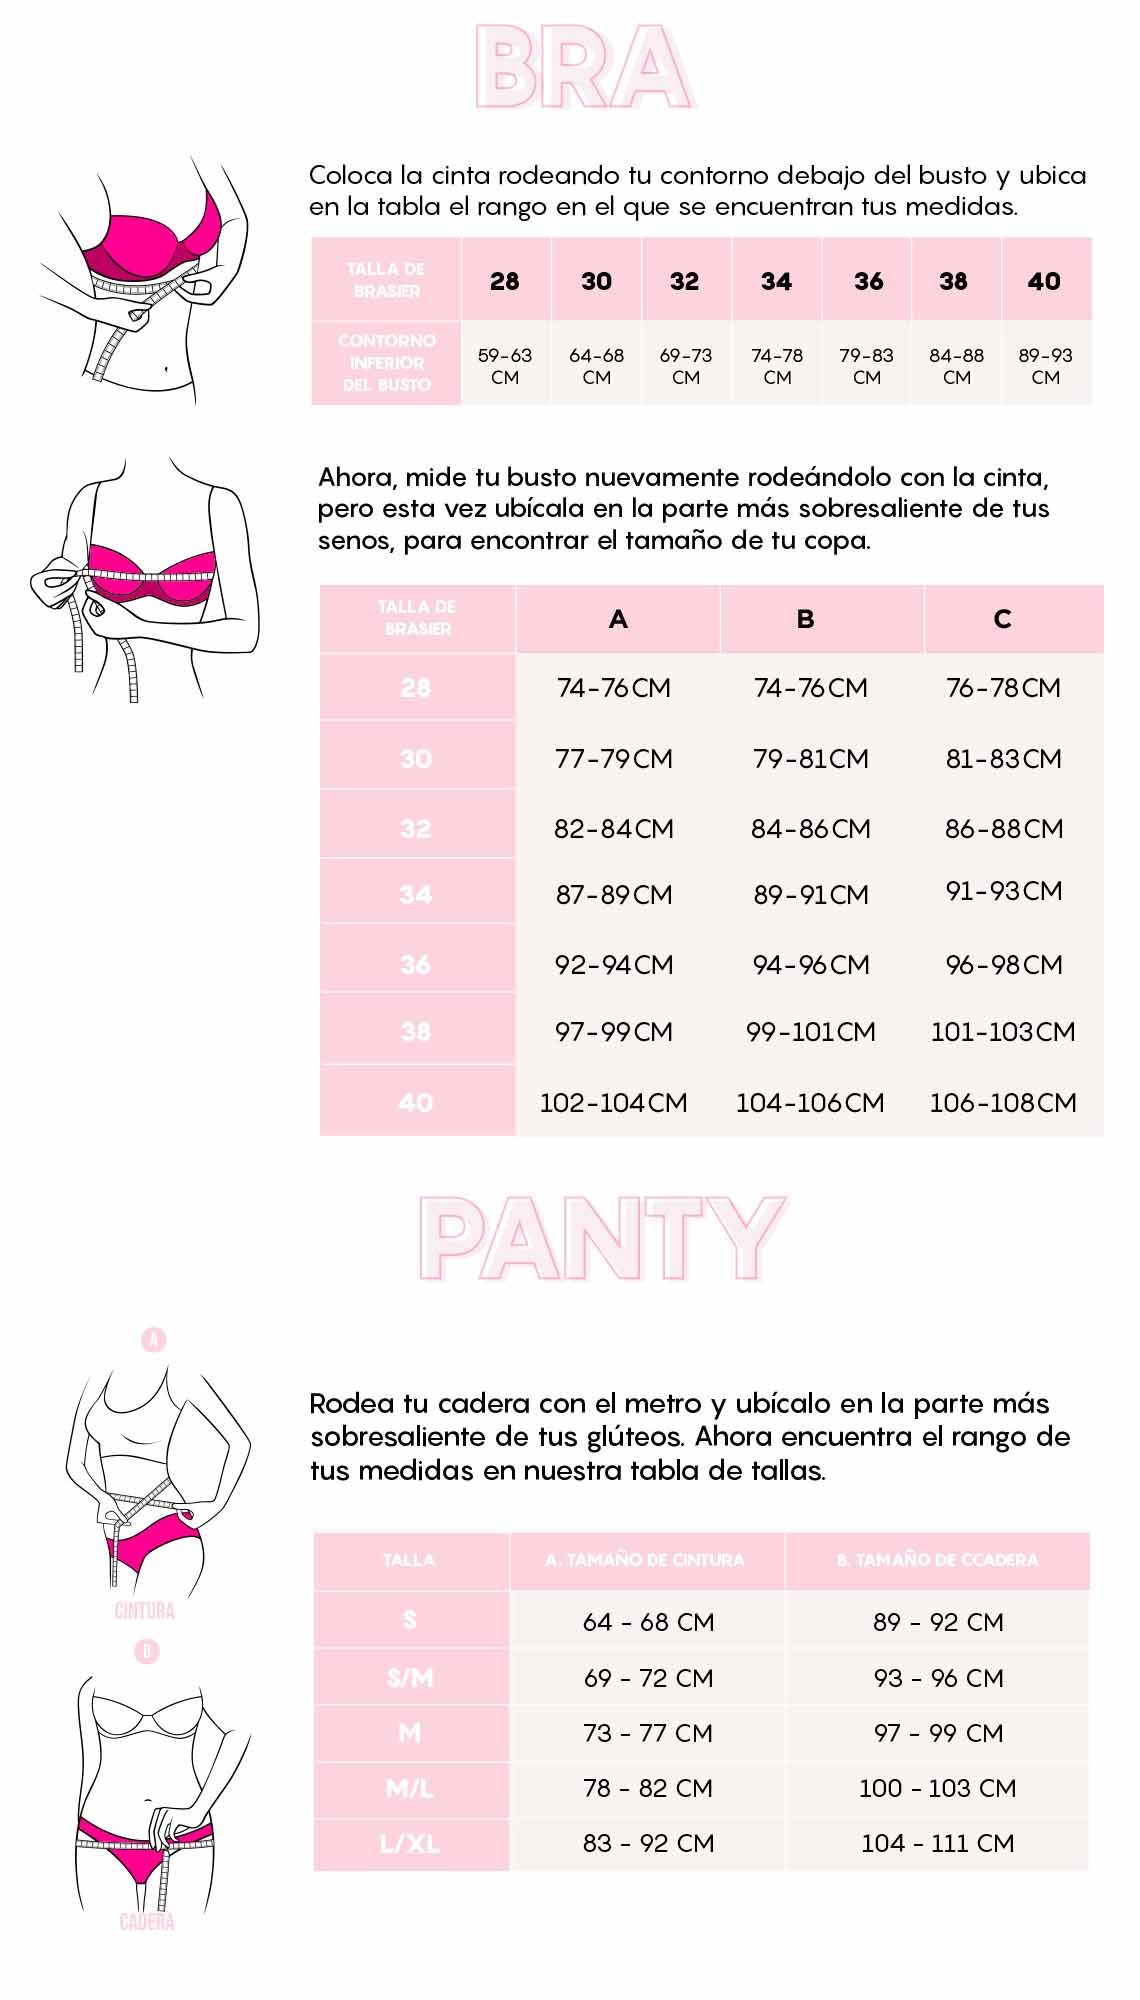 BRA
Coloca la cinta rodeando tu contorno debajo del busto y ubica
en la tabla el rango en el que se encuentran tus medidas.
TALLA DE
BRASIER
28 30 32 34 36 38 40
CONTORNO
INFERIOR
DEL BUSTO
59-63 64-68 69-73 74-78 79-83 84-88 89-93
CM CM CM CM CM CM CM
Ahora, mide tu busto nuevamente rodeándolo con la cinta,
pero esta vez ubícala en la parte más sobresaliente de tus
senos, para encontrar el tamaño de tu copa.
TALLA DE
BRASIER
A B C
28 74-76CM 74-76CM 76-78CM
30 77-79CM 79-81CM 81-83CM
32 82-84CM 84-86CM 86-88CM
34 87-89CM 89-91CM 91-93CM
36 92-94CM 94-96CM 96-98CM
38 97-99CM 99-101CM 101-103CM
40 102-104CM 104-106CM 106-108CM
PANTY
A
CINTURA
B
CADERA
Rodea tu cadera con el metro y ubícalo en la parte más
sobresaliente de tus glúteos. Ahora encuentra el rango de
tus medidas en nuestra tabla de tallas.
TALLA A. TAMAÑO DE CINTURA B. TAMAÑO DE CCADERA
S 64 - 68 CM 89 - 92 CM
S/M 69 - 72 CM 93 - 96 CM
M 73 - 77 CM 97 - 99 CM
M/L 78 - 82 CM 100 - 103 CM
L/XL 83 - 92 CM 104 - 111 CM